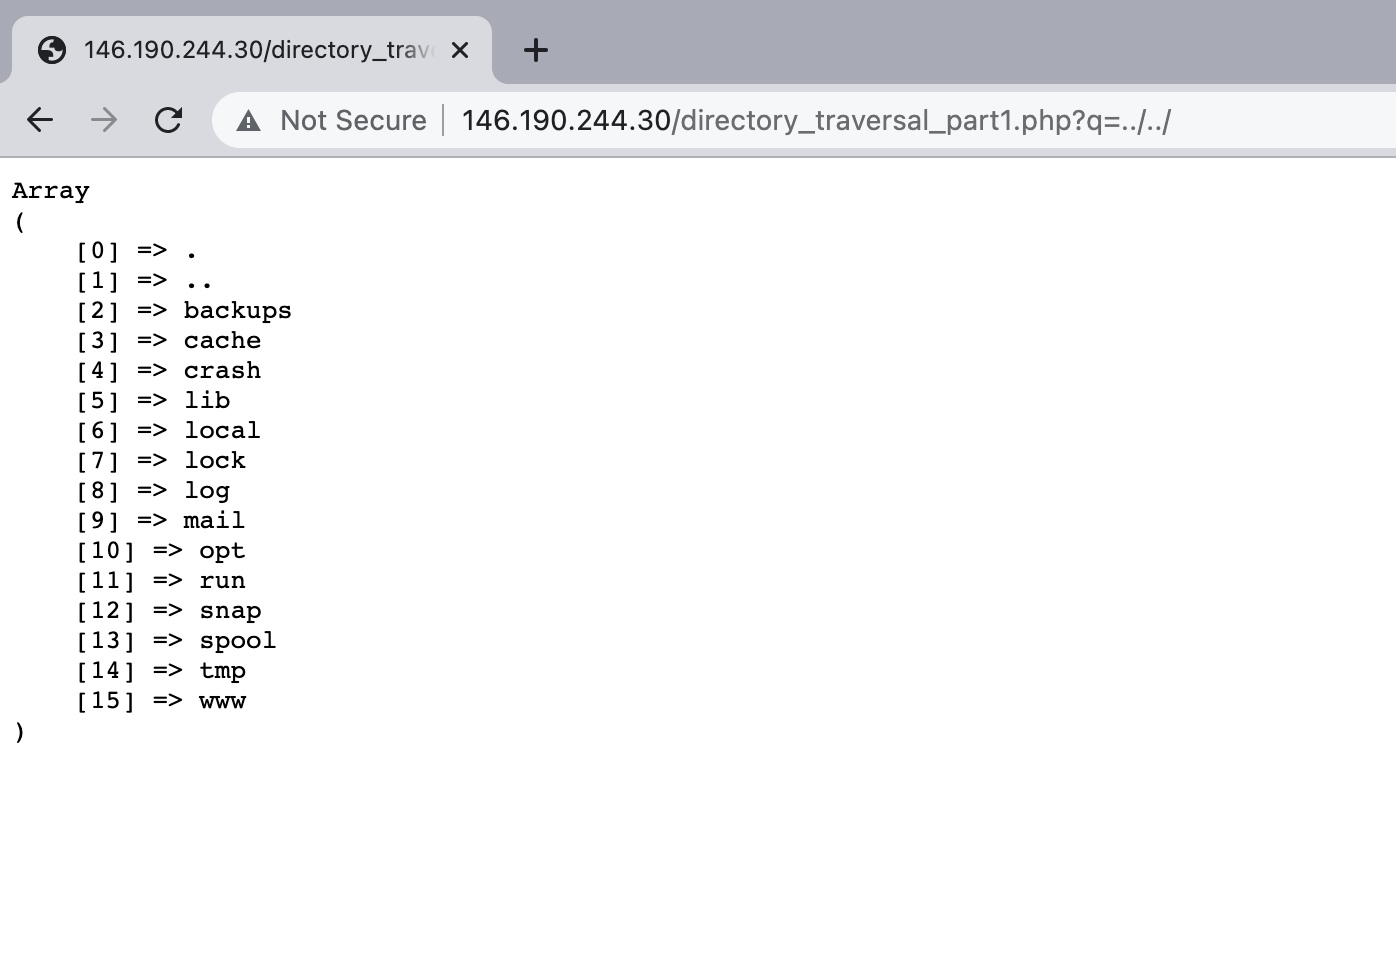 146.190.244.30/directory_trav
Not Secure 146.190.244.30/directory_traversal_part1.php?q=../../
Array
(
    [0] => .
    [1] => ..
    [2] => backups
    [3] => cache
    [4] => crash
    [5] => lib
    [6] => local
    [7] => lock
    [8] => log
    [9] => mail
    [10] => opt
    [11] => run
    [12] => snap
    [13] => spool
    [14] => tmp
    [15] => www
)